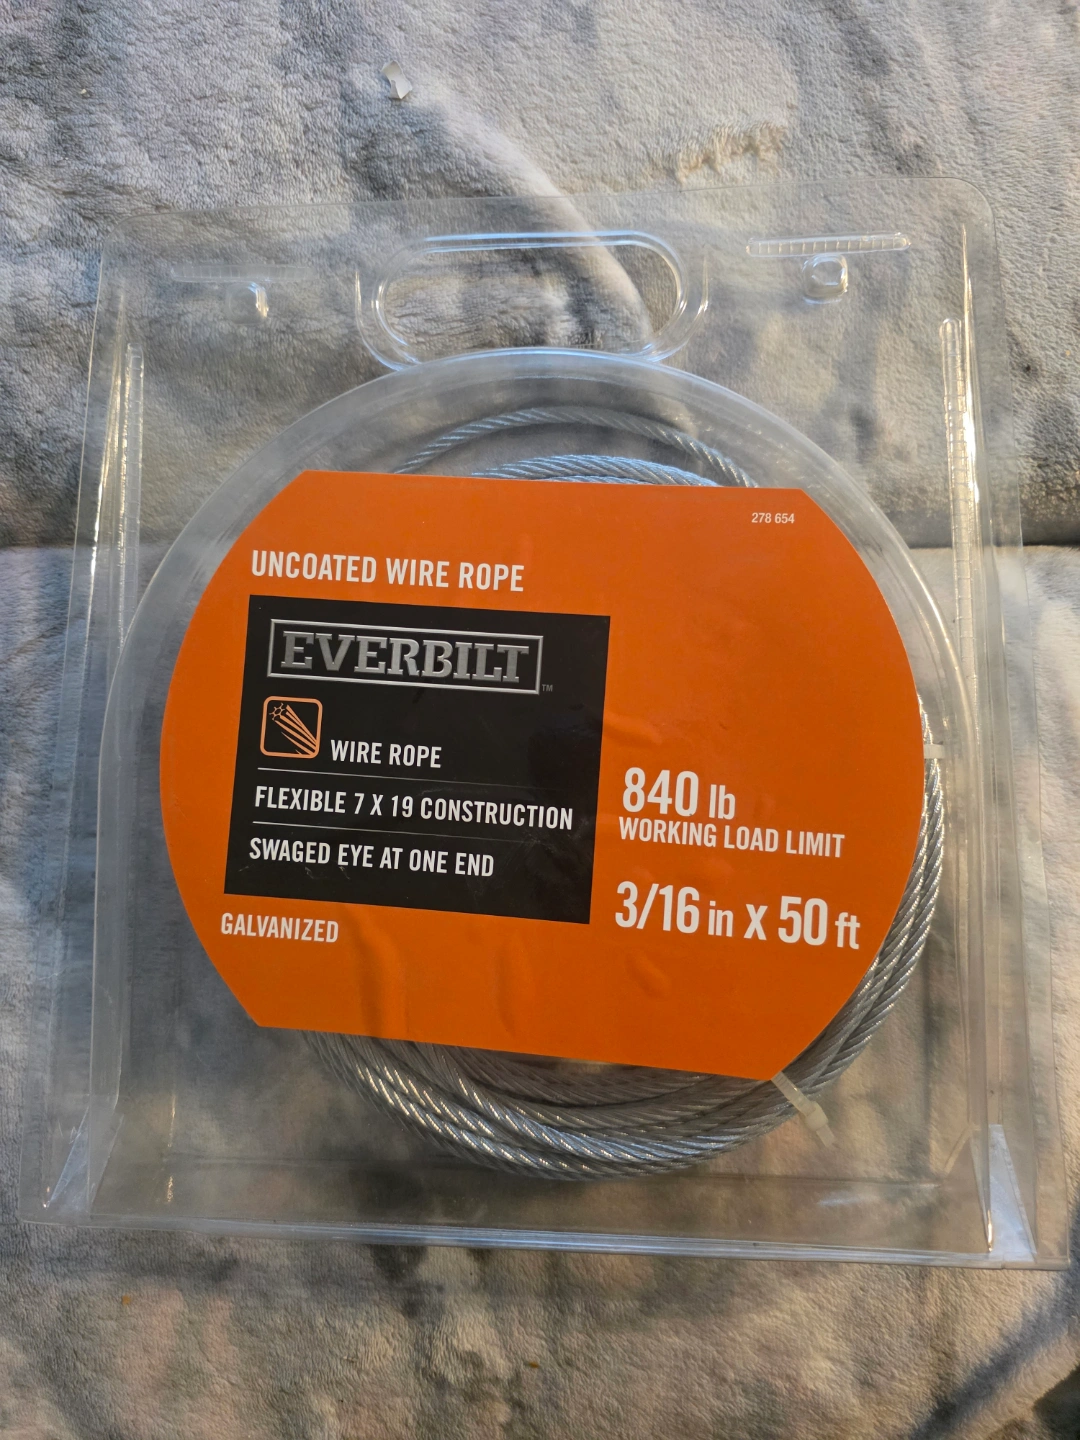 278 654
UNCOATED WIRE ROPE
EVERBILT™
WIRE ROPE
FLEXIBLE 7 X 19 CONSTRUCTION
SWAGED EYE AT ONE END
GALVANIZED
840 lb
WORKING LOAD LIMIT
3/16 in x 50 ft